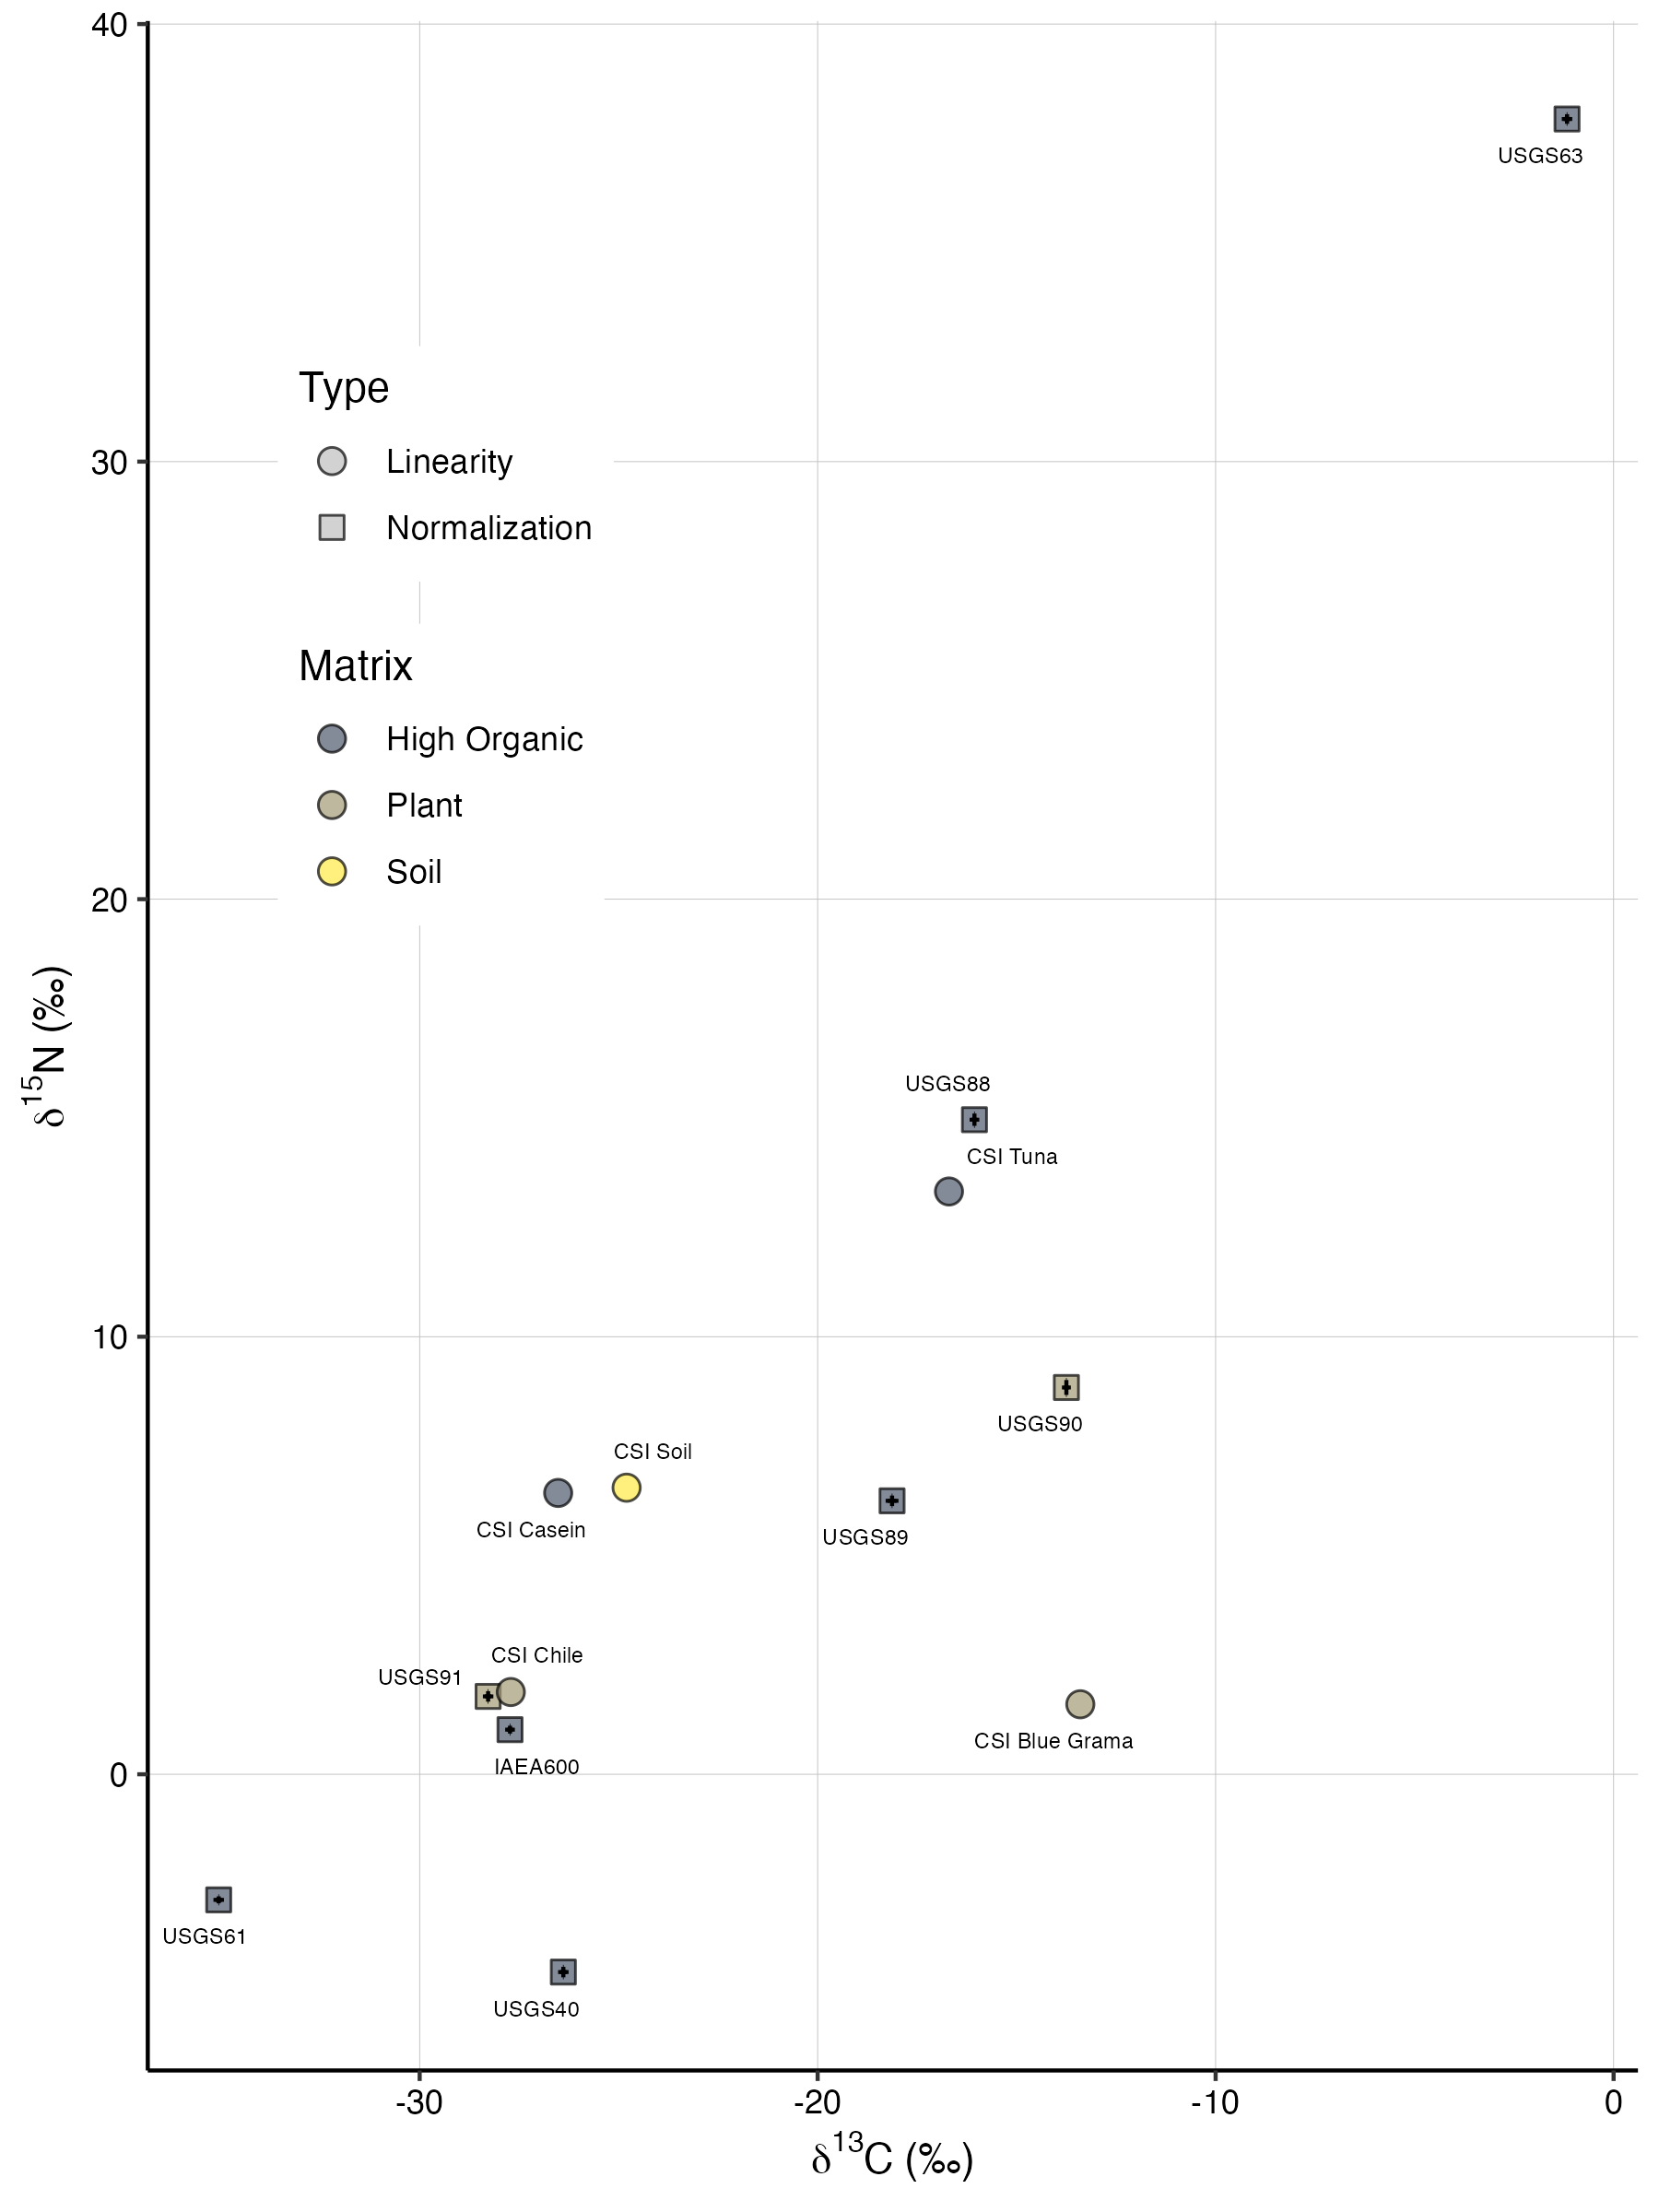 40
USGS63
Type
30
Linearity
Normalization
Matrix
High Organic
Plant
Soil
20
δ15N (‰)
USGS88
CSI Tuna
10
USGS90
CSI Soil
CSI Casein
USGS89
CSI Chile
USGS91
CSI Blue Grama
IAEA600
0
USGS61
USGS40
-30
-20
-10
0
δ13C (‰)